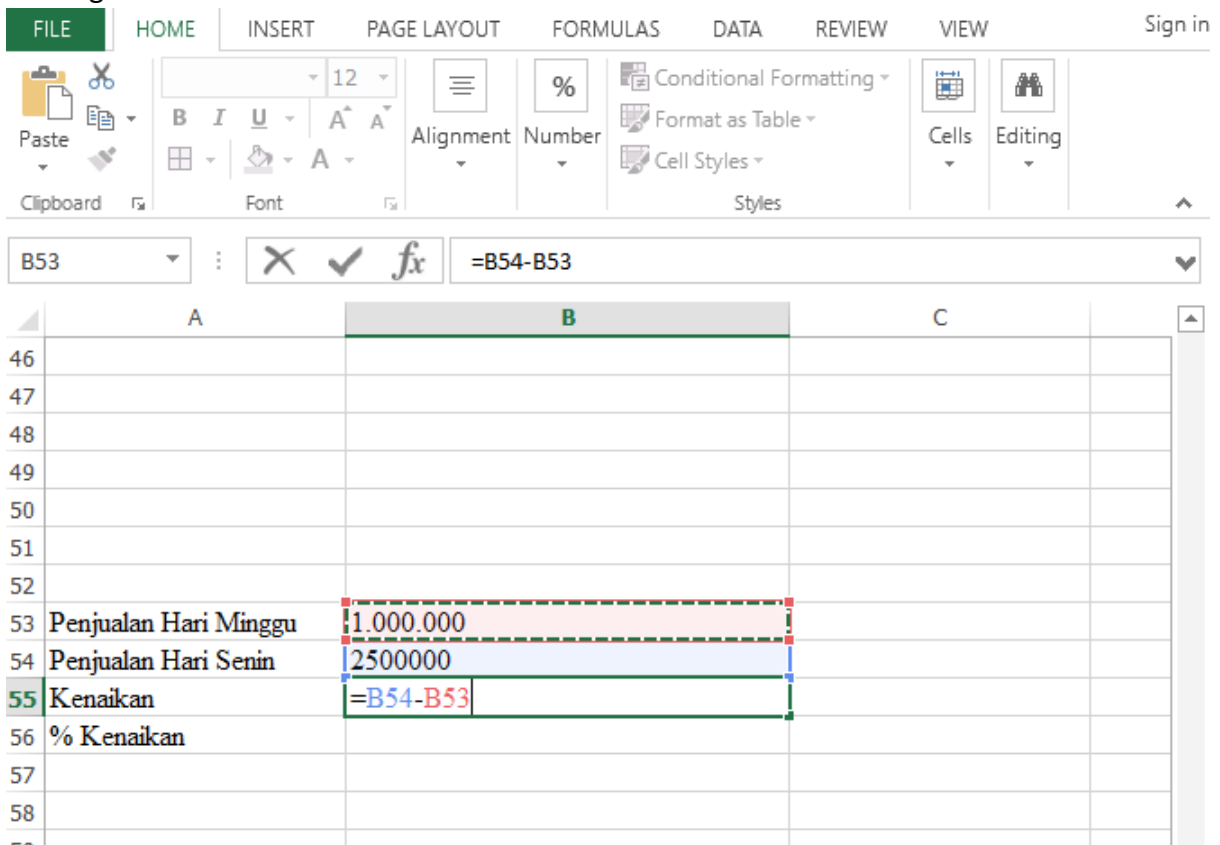 FILE HOME INSERT PAGE LAYOUT FORMULAS DATA REVIEW VIEW Sign in
12
Conditional Formatting
%
B I U A A
Format as Table
Paste
Alignment Number
Cells Editing
A
Cell Styles
Clipboard Font Styles
B53 fx =B54-B53
A B C
46
47
48
49
50
51
52
53 Penjualan Hari Minggu 1.000.000
54 Penjualan Hari Senin 2500000
55 Kenaikan =B54-B53
56 % Kenaikan
57
58